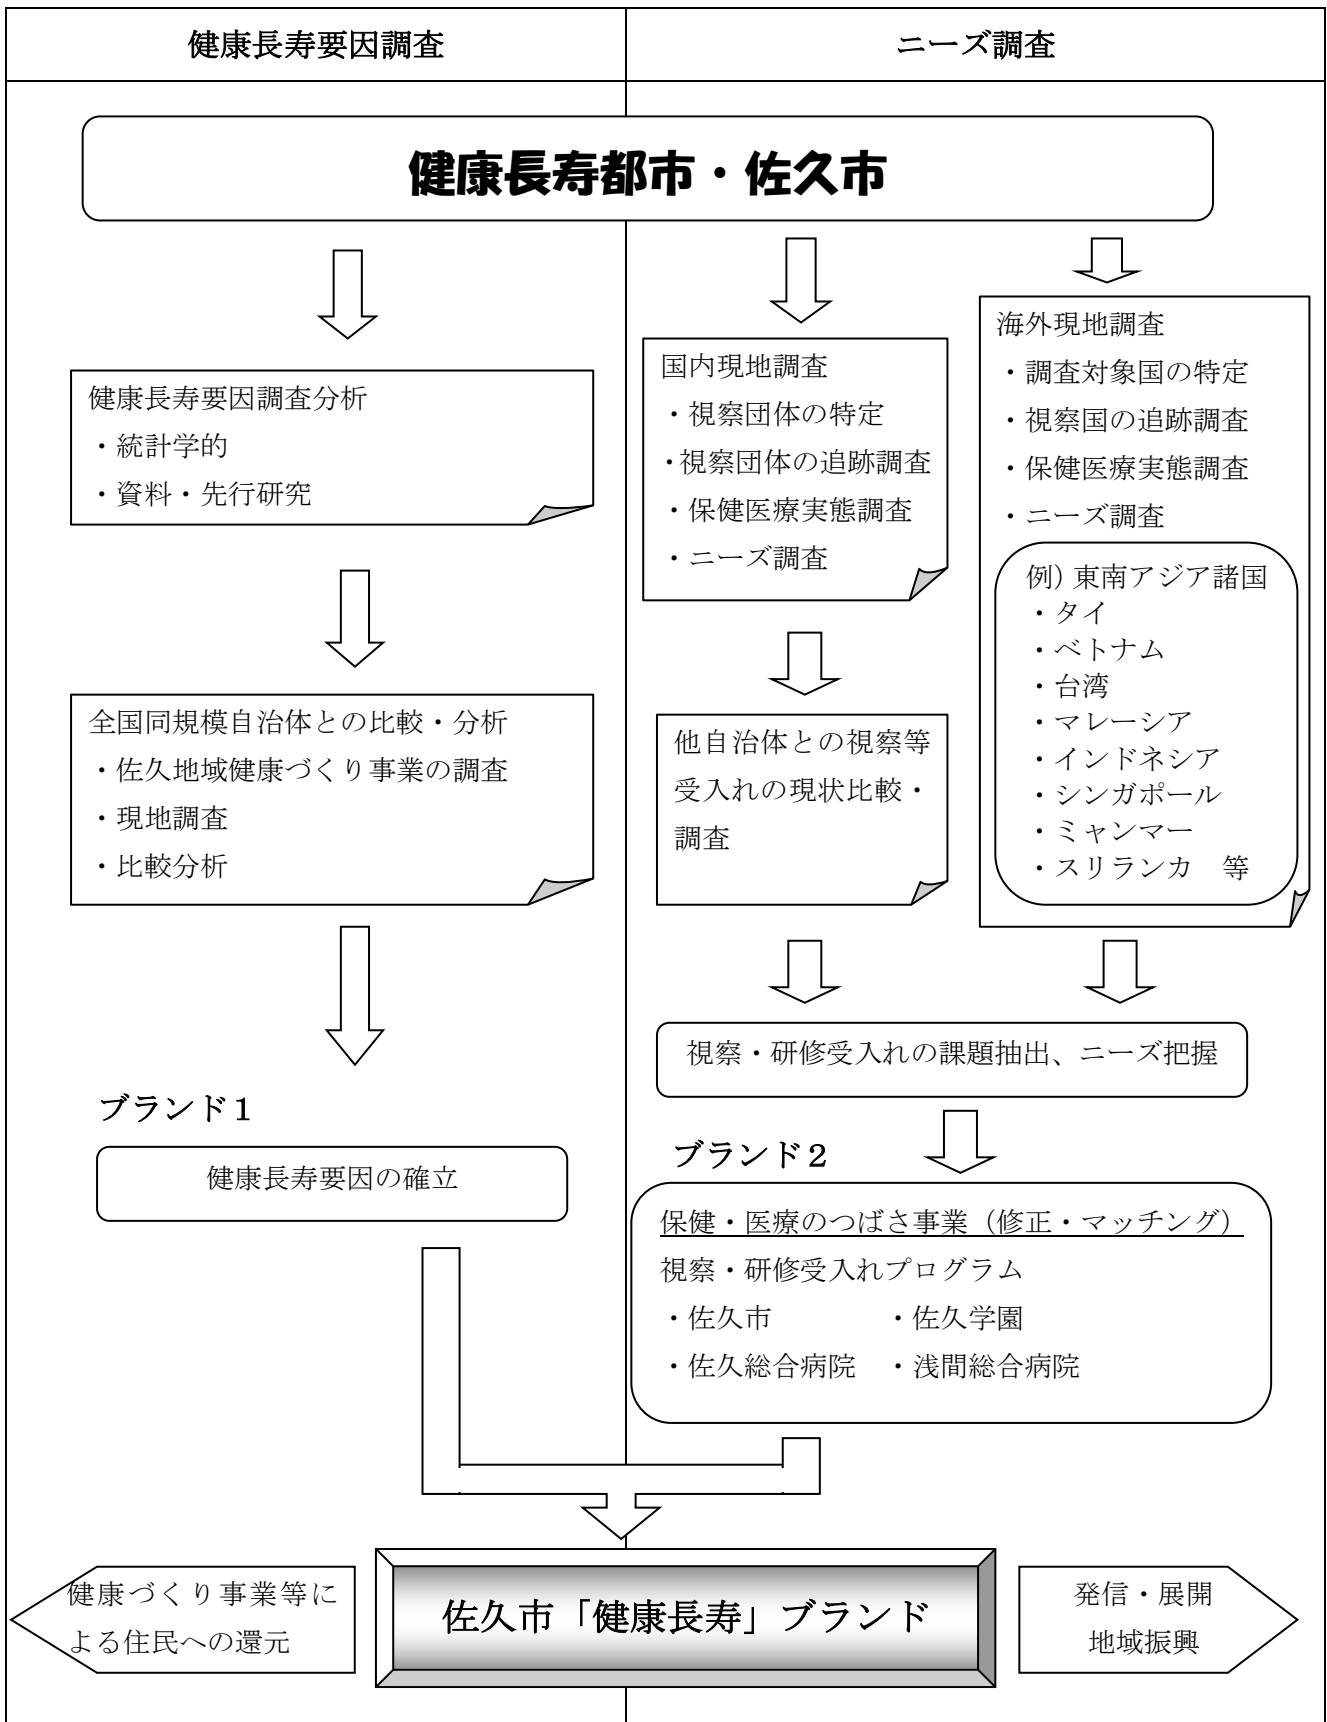 健康長寿要因調査
ニーズ調査
健康長寿都市・佐久市
健康長寿要因調査分析
・統計学的
・資料・先行研究
全国同規模自治体との比較・分析
・佐久地域健康づくり事業の調査
・現地調査
・比較分析
ブランド１
健康長寿要因の確立
国内現地調査
・視察団体の特定
・視察団体の追跡調査
・保健医療実態調査
・ニーズ調査
他自治体との視察等
受入れの現状比較・
調査
海外現地調査
・調査対象国の特定
・視察国の追跡調査
・保健医療実態調査
・ニーズ調査
例）東南アジア諸国
・タイ
・ベトナム
・台湾
・マレーシア
・インドネシア
・シンガポール
・ミャンマー
・スリランカ　等
視察・研修受入れの課題抽出、ニーズ把握
ブランド２
保健・医療のつばさ事業（修正・マッチング）
視察・研修受入れプログラム
・佐久市　　　　・佐久学園
・佐久総合病院　・浅間総合病院
健康づくり事業等に
よる住民への還元
佐久市「健康長寿」ブランド
発信・展開
地域振興